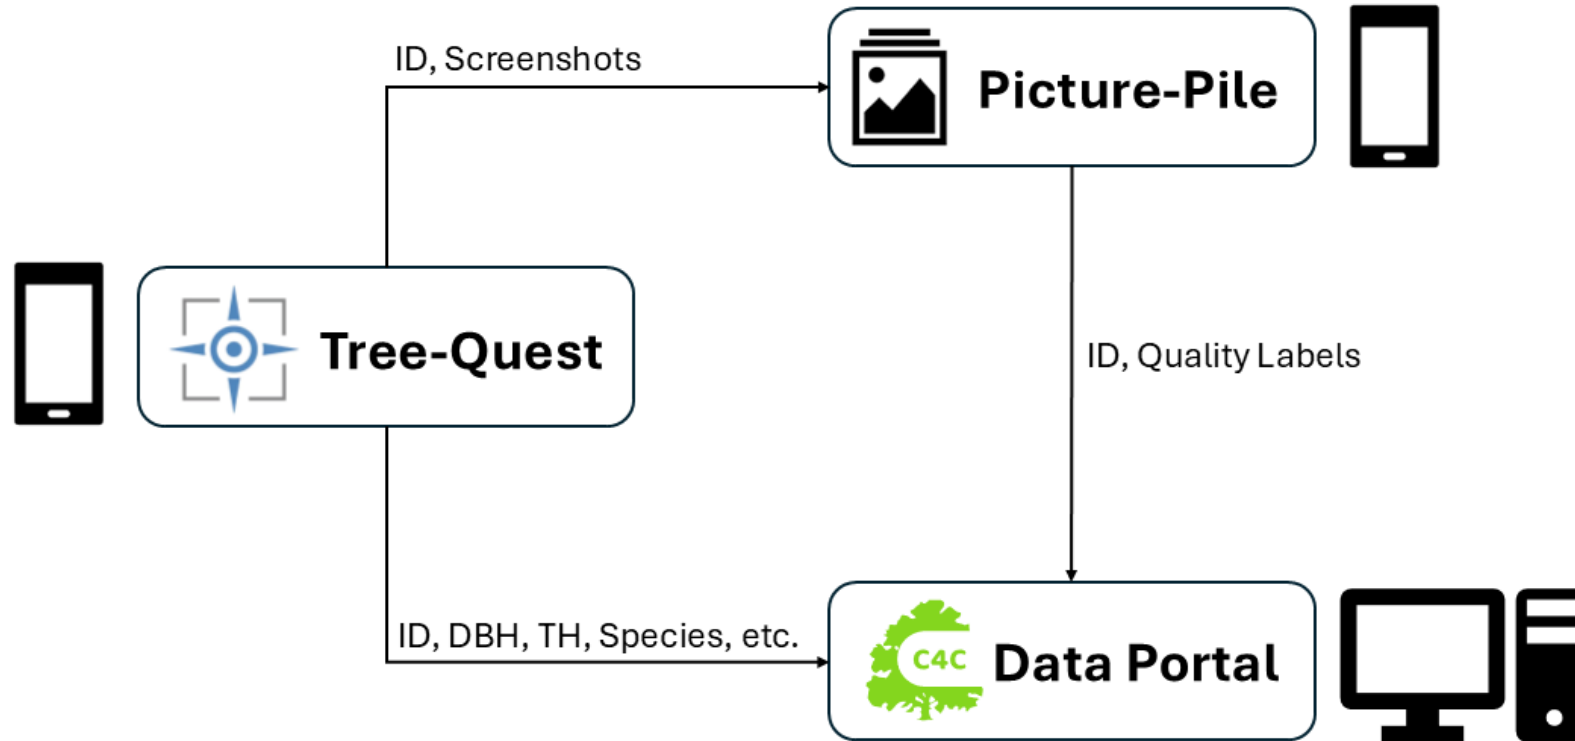 ID, Screenshots
Picture-Pile
Tree-Quest
ID, Quality Labels
ID, DBH, TH, Species, etc.
C4C
Data Portal